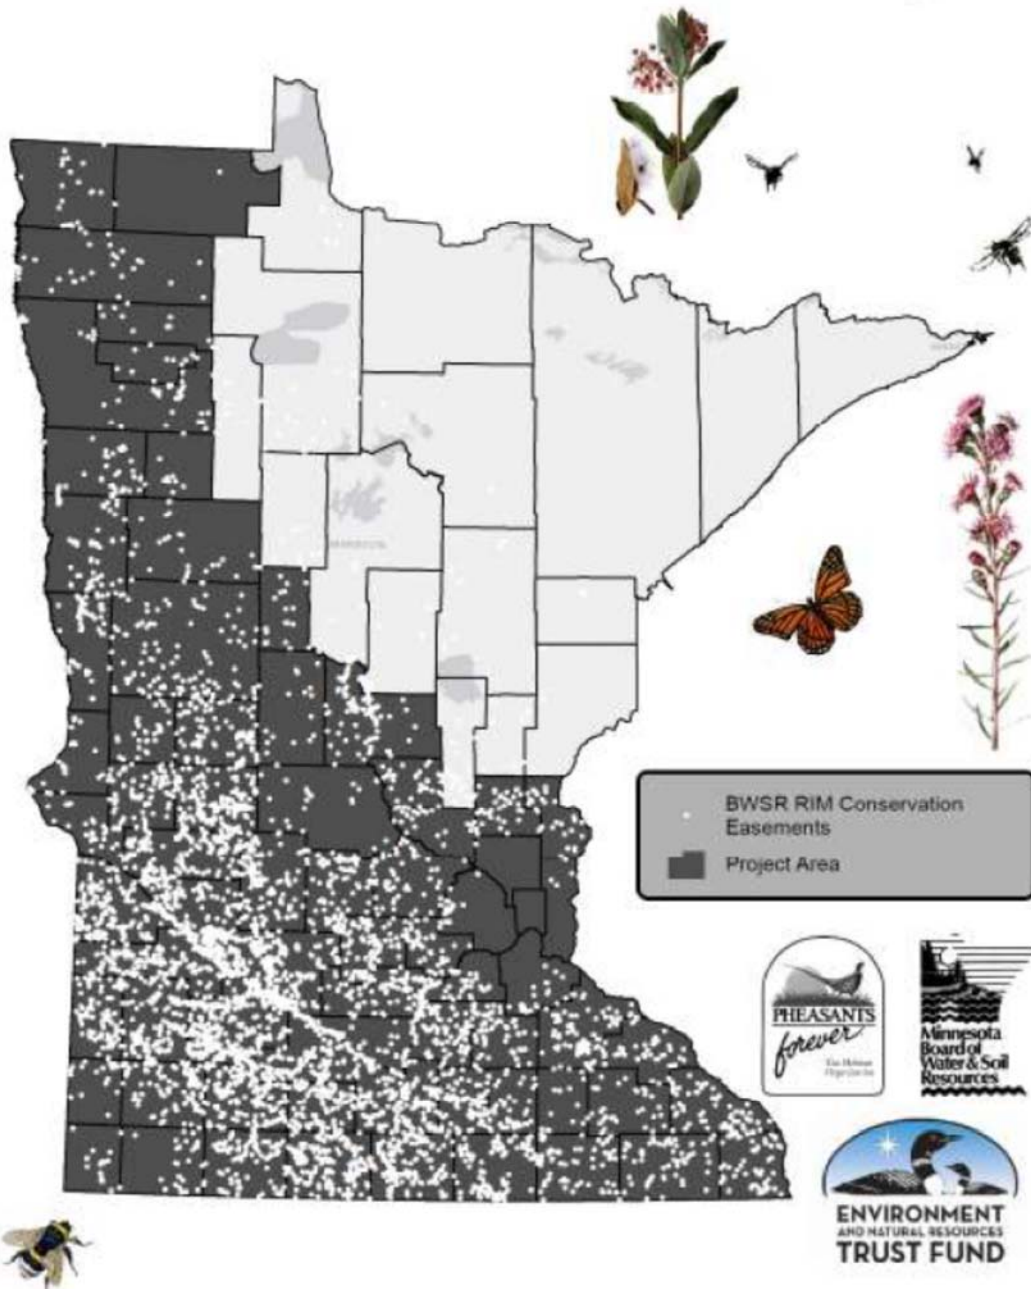 BWSR RIM Conservation
Easements
Project Area
PHEASANTS
forever
Minnesota
Board of
Water & Soil
Resources
ENVIRONMENT
AND NATURAL RESOURCES
TRUST FUND